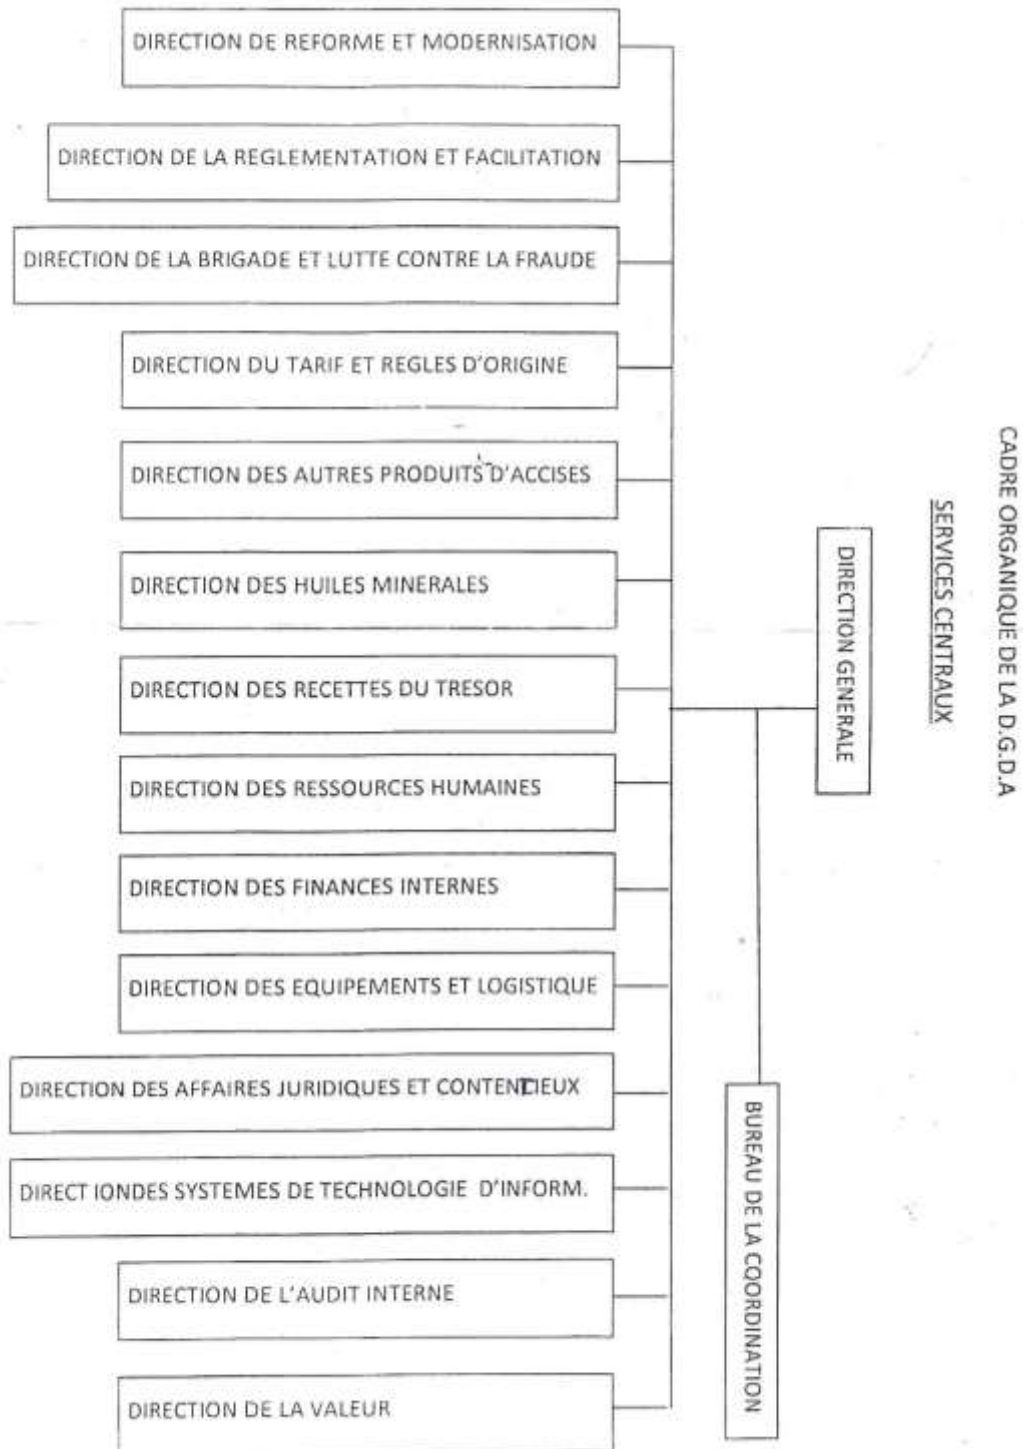 CADRE ORGANIQUE DE LA D.G.D.A
SERVICES CENTRAUX
DIRECTION GENERALE
BUREAU DE LA COORDINATION
DIRECTION DE REFORME ET MODERNISATION
DIRECTION DE LA REGLEMENTATION ET FACILITATION
DIRECTION DE LA BRIGADE ET LUTTE CONTRE LA FRAUDE
DIRECTION DU TARIF ET REGLES D'ORIGINE
DIRECTION DES AUTRES PRODUITS D'ACCISES
DIRECTION DES HUILES MINERALES
DIRECTION DES RECETTES DU TRESOR
DIRECTION DES RESSOURCES HUMAINES
DIRECTION DES FINANCES INTERNES
DIRECTION DES EQUIPEMENTS ET LOGISTIQUE
DIRECTION DES AFFAIRES JURIDIQUES ET CONTENTIEUX
DIRECT IONDES SYSTEMES DE TECHNOLOGIE D'INFORM.
DIRECTION DE L'AUDIT INTERNE
DIRECTION DE LA VALEUR